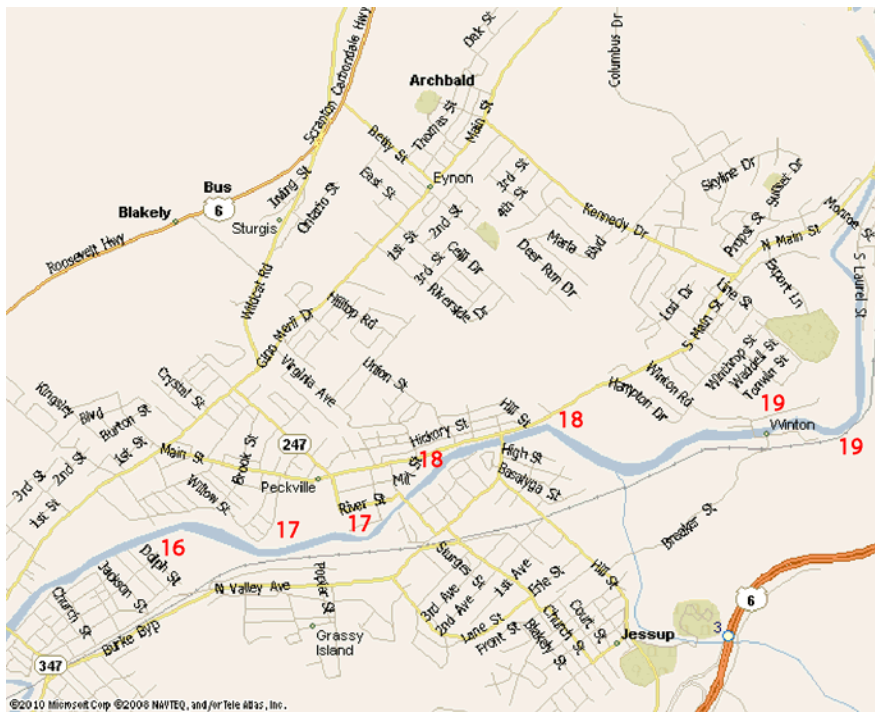 Oak St
Columbus Dr
Scranton Carbondale Hwy
Archbald
Thomas St
Main St
Betty St
Skyline Dr
Sunset Dr
Bus
6
Irving St
East St
Eynon
3rd St
4th St
Kennedy Dr
Propst St
Monroe St
Blakely
Sturgis
Ontario St
2nd St
1st St
Marla
Blvd
N Main St
Roosevelt Hwy
Ceili Dr
3rd St
Deer Run Dr
S Laurel St
Wildcat Rd
Riverside Dr
Lori Dr
Line St
Export Ln
Gino Merli Dr
Hilltop Rd
S Main St
Winthrop St
Waddell St
Tomwin St
Crystal St
Virginia Ave
Union St
Winton Rd
Hampton Dr
Kingsley
Blvd
Burton St
Hill St
18
19
Winton
19
3rd St
2nd St
1st St
Main St
Brook St
247
Hickory St
18
High St
1st St
Willow St
Peckville
Mill St
Basalyga St
River St
17
17
16
Breaker St
Dolph St
Jackson St
Church St
Sturges
Hill St
N Valley Ave
Poplar St
3rd Ave
2nd Ave
1st Ave
Erie St
Lane St
Front St
Church St
Court St
Blakely St
6
3
Jessup
Burke Byp
Grassy
Island
347
©2010 Microsoft Corp ©2008 NAVTEQ, and/or Tele Atlas, Inc.